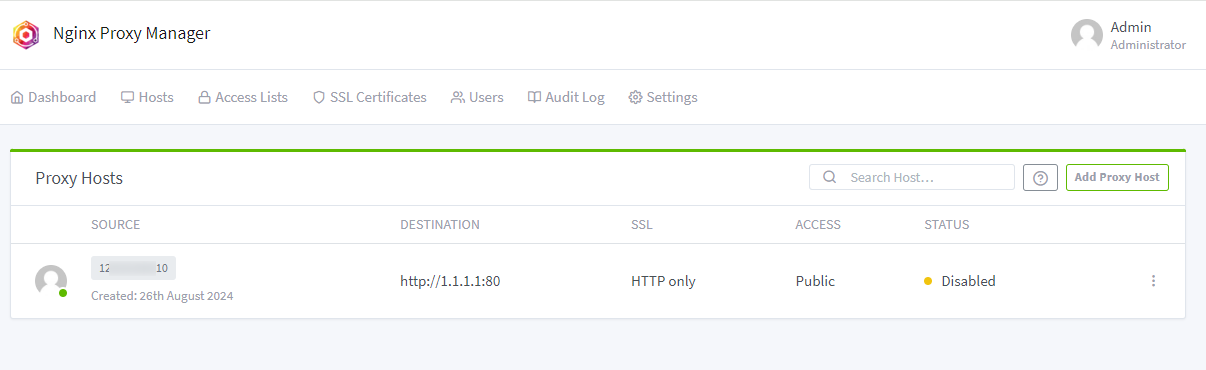 Nginx Proxy Manager
Admin
Administrator
Dashboard Hosts Access Lists SSL Certificates Users Audit Log Settings
Proxy Hosts Search Host... Add Proxy Host
SOURCE DESTINATION SSL ACCESS STATUS
12 10
http://1.1.1.1:80 HTTP only Public Disabled
Created: 26th August 2024